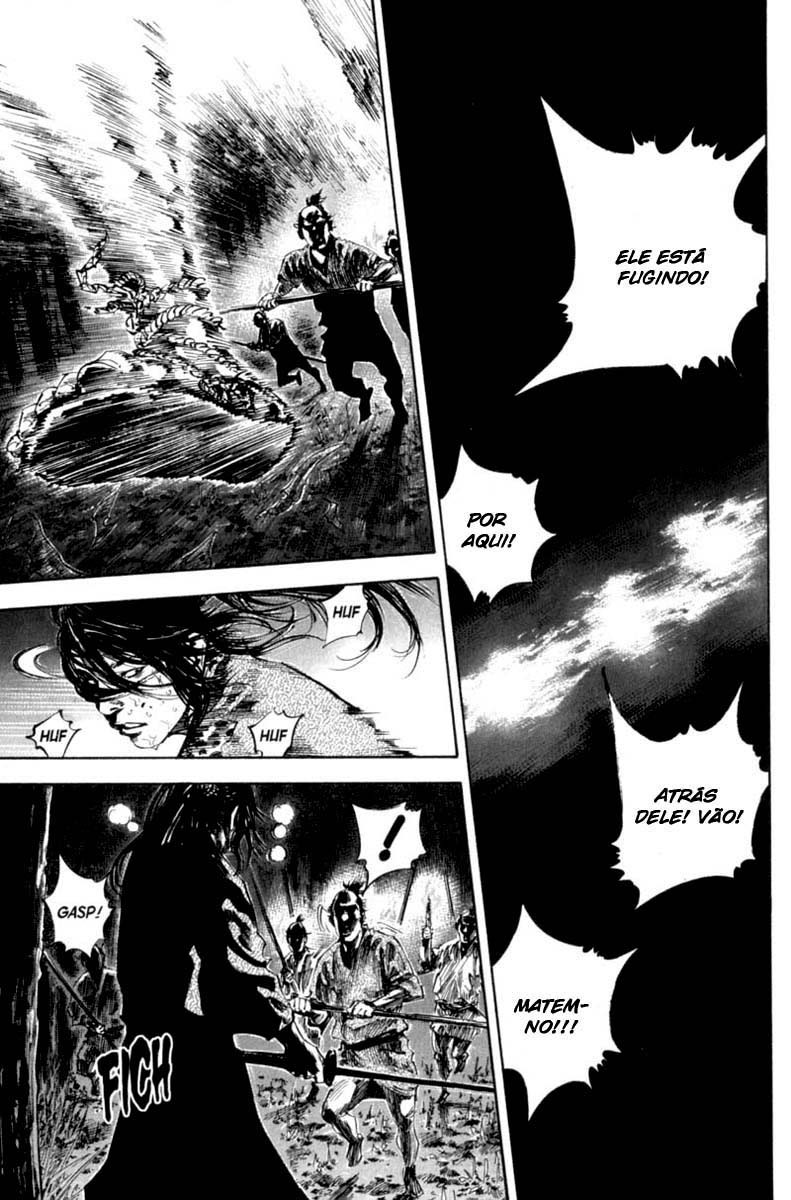 ELE ESTÁ
FUGINDO!
POR
AQUI!
ATRÁS
DELE! VÃO!
MATEM-
NO!!!
HUF
HUF
HUF
!
GASP!
FICH